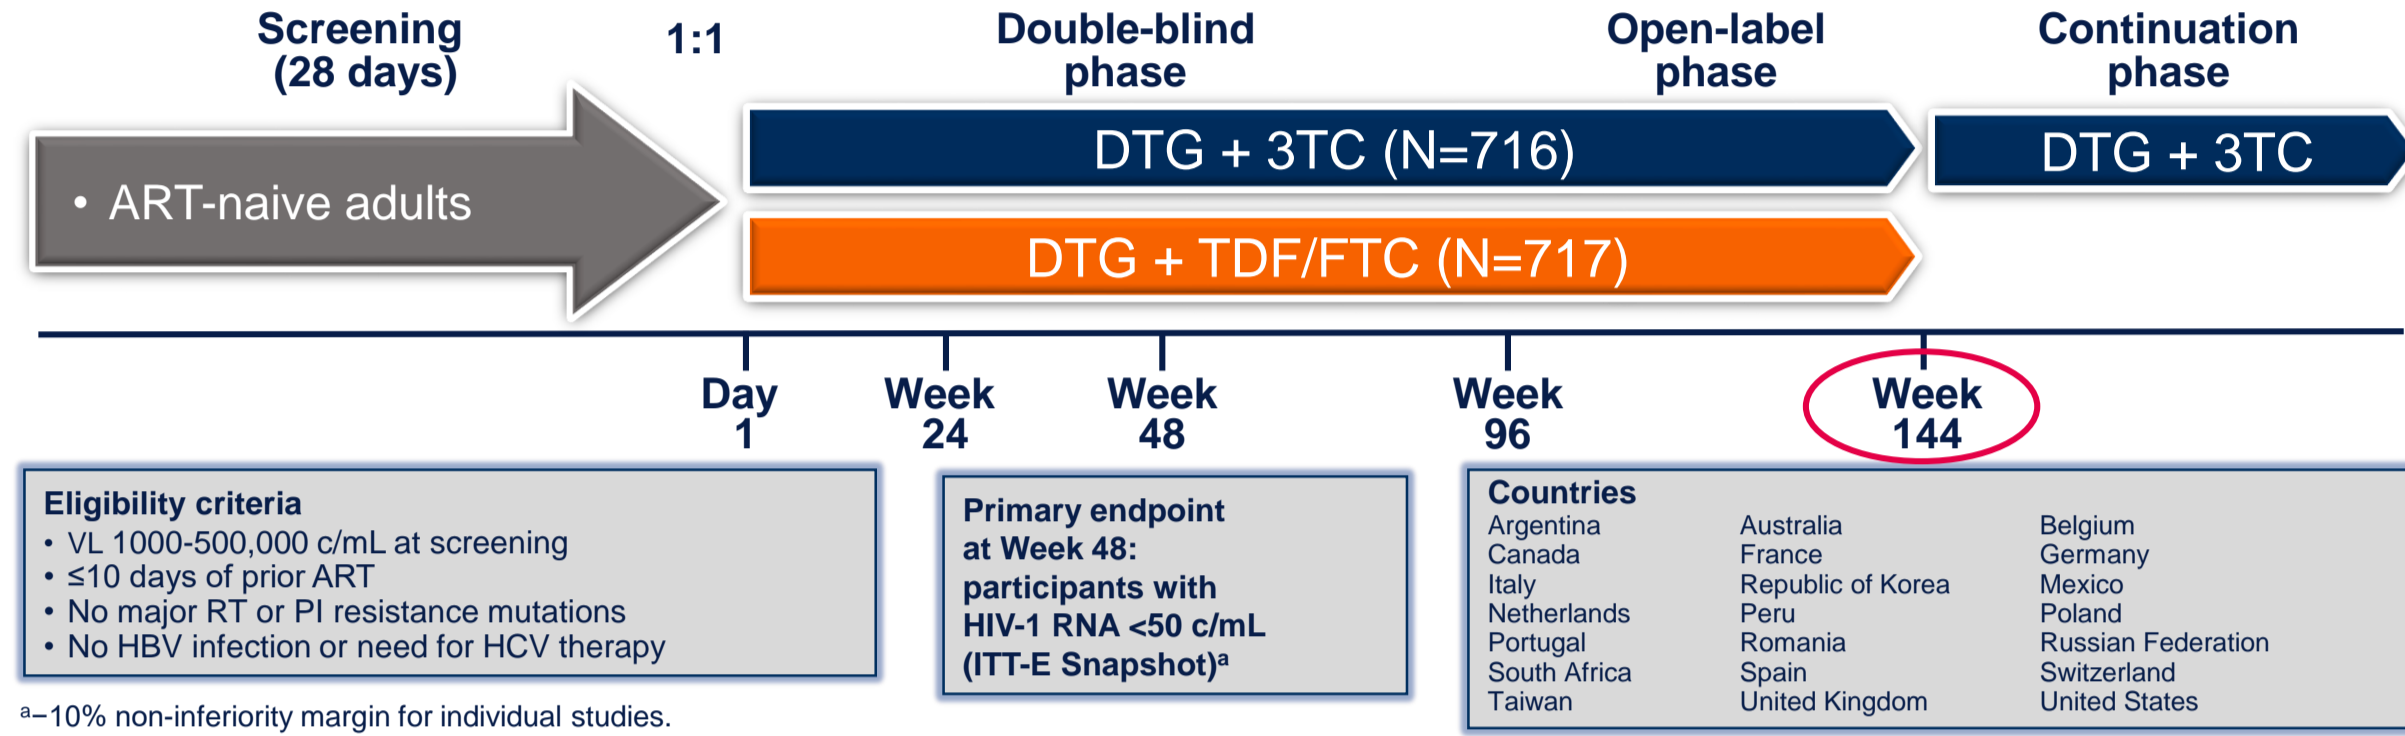 Screening
(28 days)
1:1
Double-blind
phase
Open-label
phase
Continuation
phase
• ART-naive adults
DTG + 3TC (N=716)
DTG + 3TC
DTG + TDF/FTC (N=717)
Day
1
Week
24
Week
48
Week
96
Week
144
Eligibility criteria
• VL 1000-500,000 c/mL at screening
• ≤10 days of prior ART
• No major RT or PI resistance mutations
• No HBV infection or need for HCV therapy
Primary endpoint
at Week 48:
participants with
HIV-1 RNA <50 c/mL
(ITT-E Snapshot)ᵃ
Countries
Argentina Australia Belgium
Canada France Germany
Italy Republic of Korea Mexico
Netherlands Peru Poland
Portugal Romania Russian Federation
South Africa Spain Switzerland
Taiwan United Kingdom United States
ᵃ–10% non-inferiority margin for individual studies.